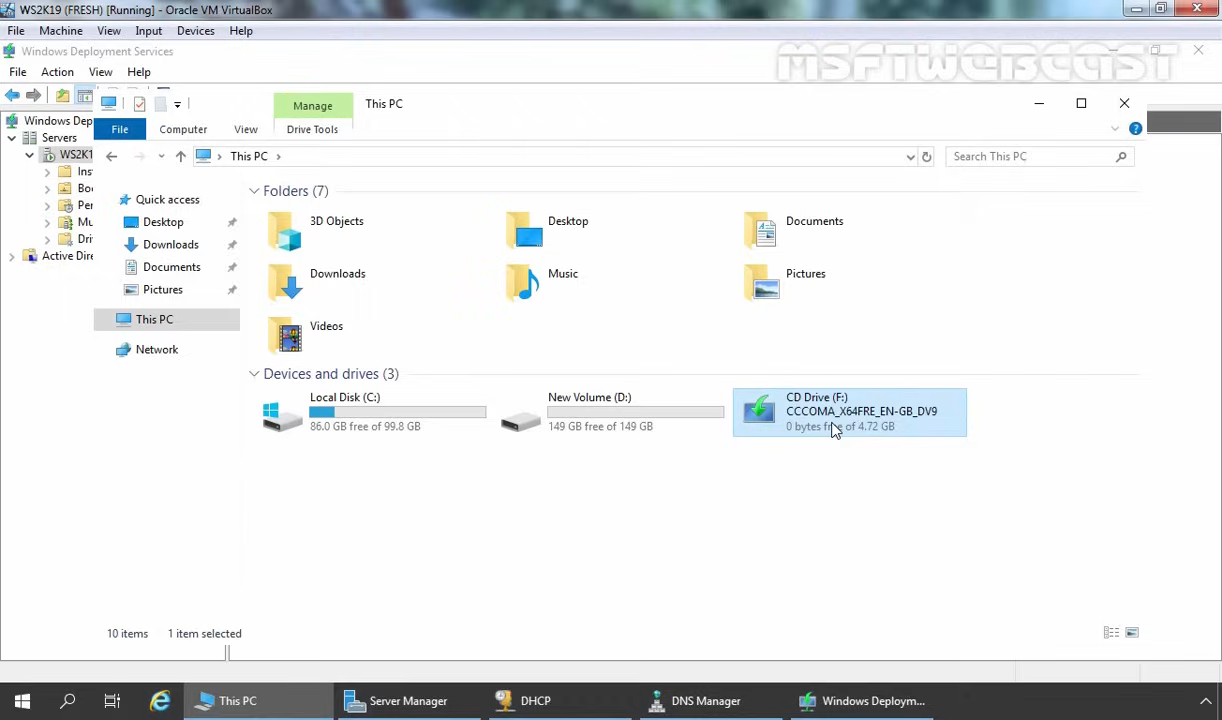 WS2K19 (FRESH) [Running] - Oracle VM VirtualBox
File Machine View Input Devices Help
Windows Deployment Services
MSFTWEBCAST
File Action View Help
Manage This PC
Windows Dep
File Computer View Drive Tools
Servers
WS2K1
This PC
Search This PC
Ins
Boo
Per
Mu
Dri
Active Dire
Quick access
Desktop
Downloads
Documents
Pictures
This PC
Network
Folders (7)
3D Objects Desktop Documents
Downloads Music Pictures
Videos
Devices and drives (3)
Local Disk (C:)
86.0 GB free of 99.8 GB
New Volume (D:)
149 GB free of 149 GB
CD Drive (F:)
CCCOMA_X64FRE_EN-GB_DV9
0 bytes free of 4.72 GB
10 items 1 item selected
This PC Server Manager DHCP DNS Manager Windows Deploym...